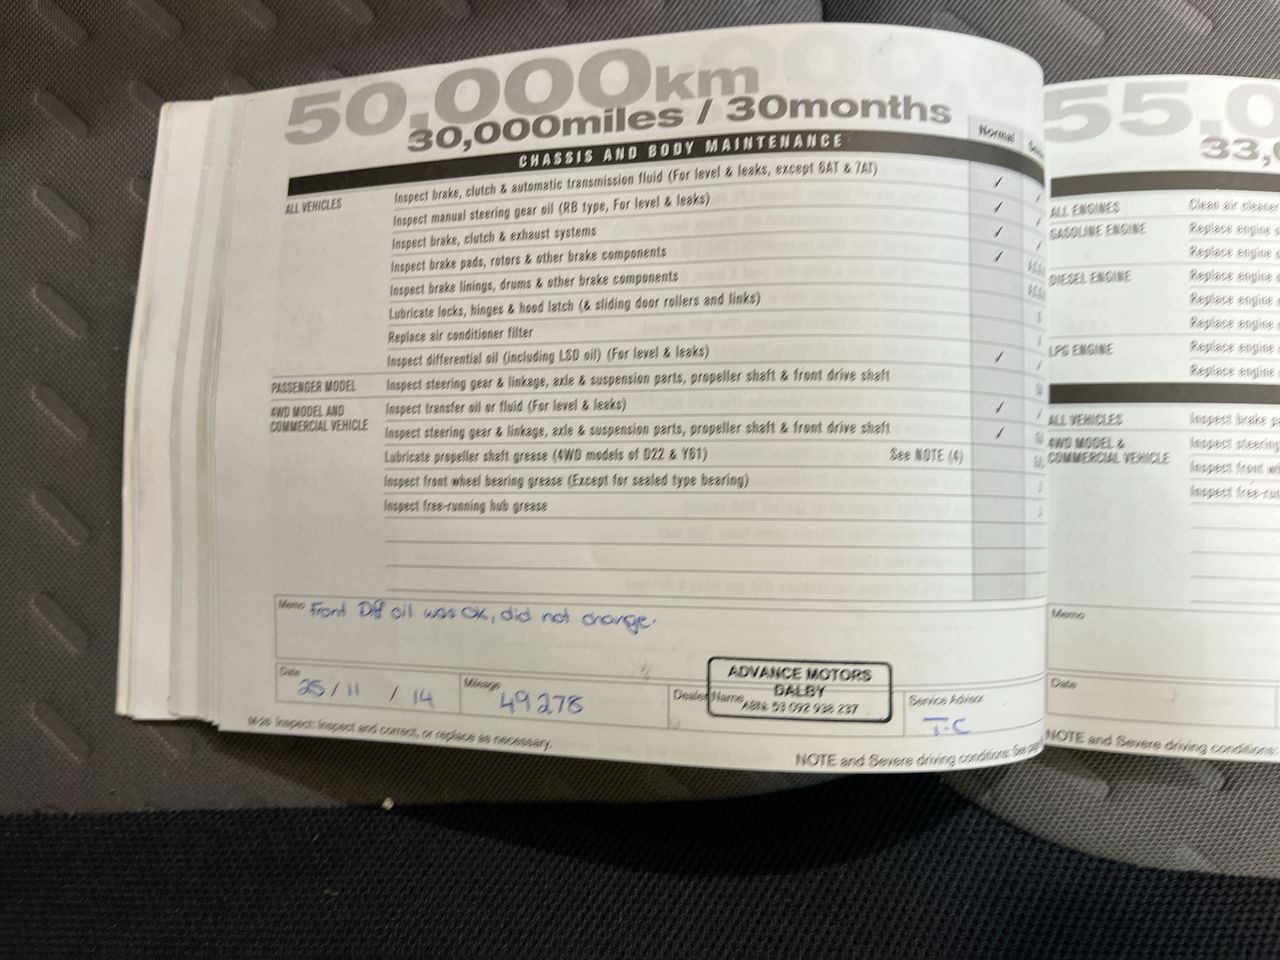 50,000km
30,000miles / 30months
CHASSIS AND BODY MAINTENANCE
Normal
ALL VEHICLES
Inspect brake, clutch & automatic transmission fluid (For level & leaks, except 6AT & 7AT) ✓
Inspect manual steering gear oil (RB type, For level & leaks) ✓
Inspect brake, clutch & exhaust systems ✓
Inspect brake pads, rotors & other brake components ✓
Inspect brake linings, drums & other brake components
Lubricate locks, hinges & hood latch (& sliding door rollers and links)
Replace air conditioner filter
Inspect differential oil (including LSD oil) (For level & leaks) ✓
PASSENGER MODEL Inspect steering gear & linkage, axle & suspension parts, propeller shaft & front drive shaft
4WD MODEL AND
COMMERCIAL VEHICLE
Inspect transfer oil or fluid (For level & leaks) ✓
Inspect steering gear & linkage, axle & suspension parts, propeller shaft & front drive shaft ✓
Lubricate propeller shaft grease (4WD models of D22 & Y61) See NOTE (4)
Inspect front wheel bearing grease (Except for sealed type bearing)
Inspect free-running hub grease
Memo Front Diff oil was OK, did not change.
Date 25 / 11 / 14
Mileage 49278
Dealer Name
ADVANCE MOTORS
DALBY
ABN: 53 092 936 237
Service Advisor
T-C
M-26 Inspect: Inspect and correct, or replace as necessary.
NOTE and Severe driving conditions: See
55,0
33,
ALL ENGINES Clean air cleaner
GASOLINE ENGINE Replace engine
Replace engine
DIESEL ENGINE Replace engine
Replace engine
Replace engine
LPG ENGINE Replace engine
Replace engine
ALL VEHICLES Inspect brake
4WD MODEL &
COMMERCIAL VEHICLE
Inspect steering
Inspect front
Inspect
Memo
Date
NOTE and Severe driving conditions: